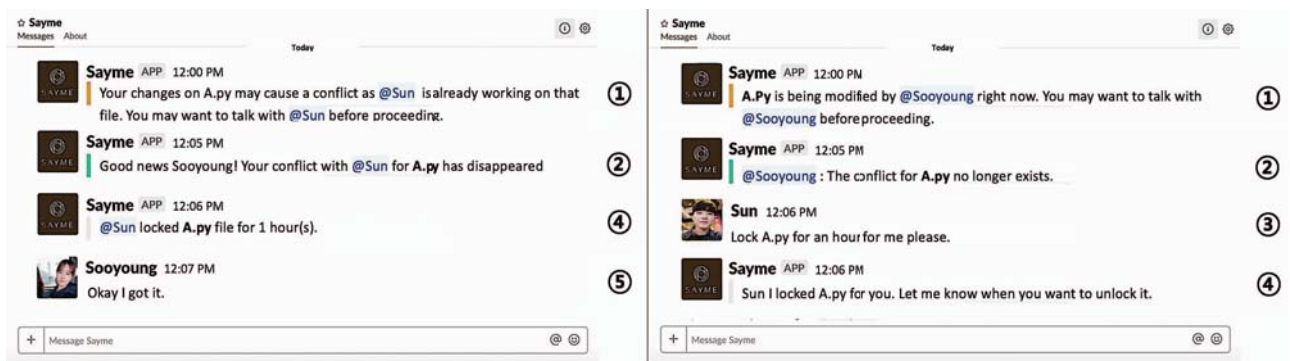 ☆ Sayme
Messages About
Today
Sayme APP 12:00 PM
Your changes on A.py may cause a conflict as @Sun isalready working on that
file. You may want to talk with @Sun before proceeding.
①
SAYME
Sayme APP 12:05 PM
Good news Sooyoung! Your conflict with @Sun for A.py has disappeared
②
SAYME
Sayme APP 12:06 PM
@Sun locked A.py file for 1 hour(s).
④
SAYME
Sooyoung 12:07 PM
Okay I got it.
⑤
+ Message Sayme @
☆ Sayme
Messages About
Today
Sayme APP 12:00 PM
A.Py is being modified by @Sooyoung right now. You may want to talk with
@Sooyoung beforeproceeding.
①
SAYME
Sayme APP 12:05 PM
@Sooyoung : The conflict for A.py no longer exists.
②
SAYME
Sun 12:06 PM
Lock A.py for an hour for me please.
③
Sayme APP 12:06 PM
Sun I locked A.py for you. Let me know when you want to unlock it.
④
SAYME
+ Message Sayme @